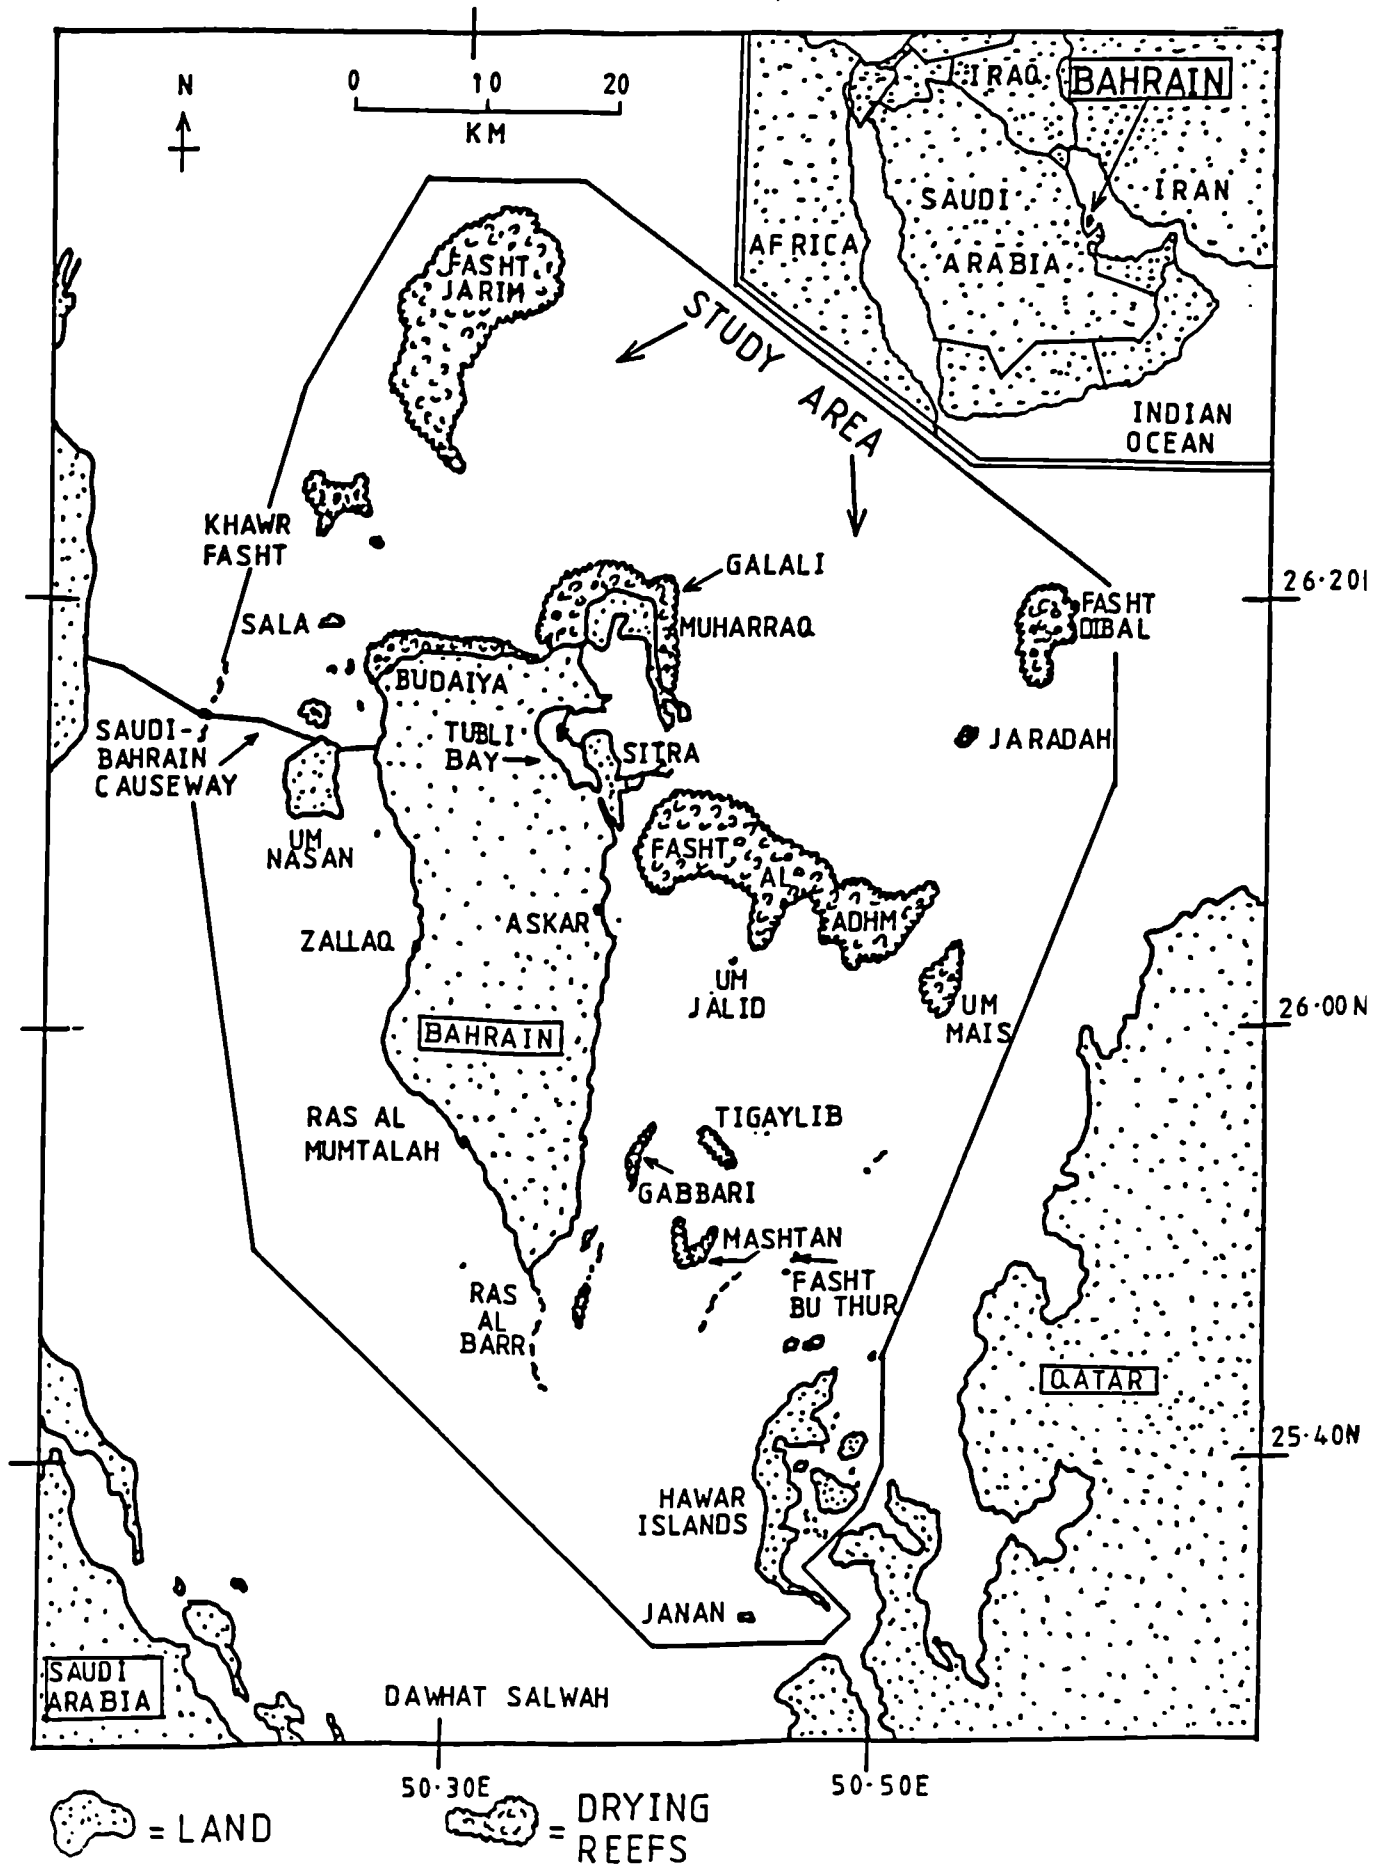 N
0 10 20
KM
IRAQ
BAHRAIN
SAUDI
IRAN
AFRICA
ARABIA
INDIAN
OCEAN
FASHT
JARIM
STUDY AREA
KHAWR
FASHT
GALALI
26·20
SALA
MUHARRAQ
FASHT
DIBAL
BUDAIYA
SAUDI-
BAHRAIN
CAUSEWAY
TUBLI
BAY
SITRA
JARADAH
UM
NASAN
FASHT
AL
ADHM
ASKAR
ZALLAQ
UM
JALID
UM
MAIS
26·00N
BAHRAIN
RAS AL
MUMTALAH
TIGAYLIB
GABBARI
MASHTAN
FASHT
BU THUR
RAS
AL
BARR
QATAR
25·40N
HAWAR
ISLANDS
JANAN
SAUDI
ARABIA
DAWHAT SALWAH
50·30E
50·50E
= LAND
= DRYING
REEFS